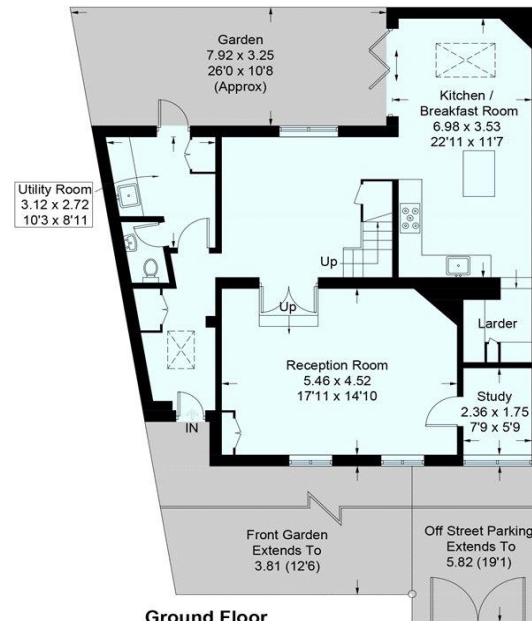 Garden
7.92 x 3.25
26'0 x 10'8
(Approx)
Kitchen /
Breakfast Room
6.98 x 3.53
22'11 x 11'7
Utility Room
3.12 x 2.72
10'3 x 8'11
Up
Up
Larder
Reception Room
5.46 x 4.52
17'11 x 14'10
Study
2.36 x 1.75
7'9 x 5'9
IN
Front Garden
Extends To
3.81 (12'6)
Off Street Parking
Extends To
5.82 (19'1)
Ground Floor